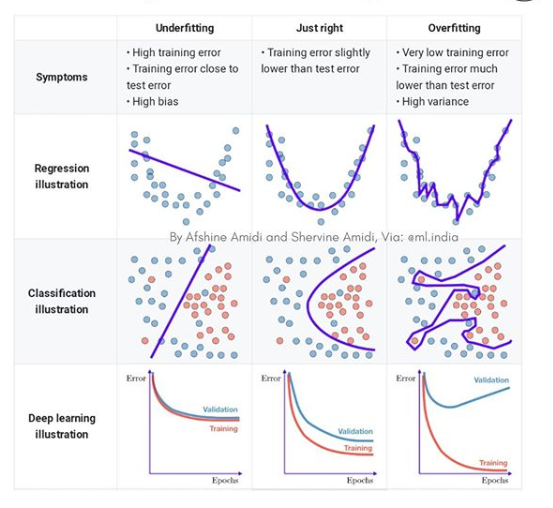 Underfitting
Just right
Overfitting
Symptoms
• High training error
• Training error close to
test error
• High bias
• Training error slightly
lower than test error
• Very low training error
• Training error much
lower than test error
• High variance
Regression
illustration
By Afshine Amidi and Shervine Amidi, Via: @ml.india
Classification
illustration
Deep learning
illustration
Error
Validation
Training
Epochs
Error
Validation
Training
Epochs
Error
Validation
Training
Epochs